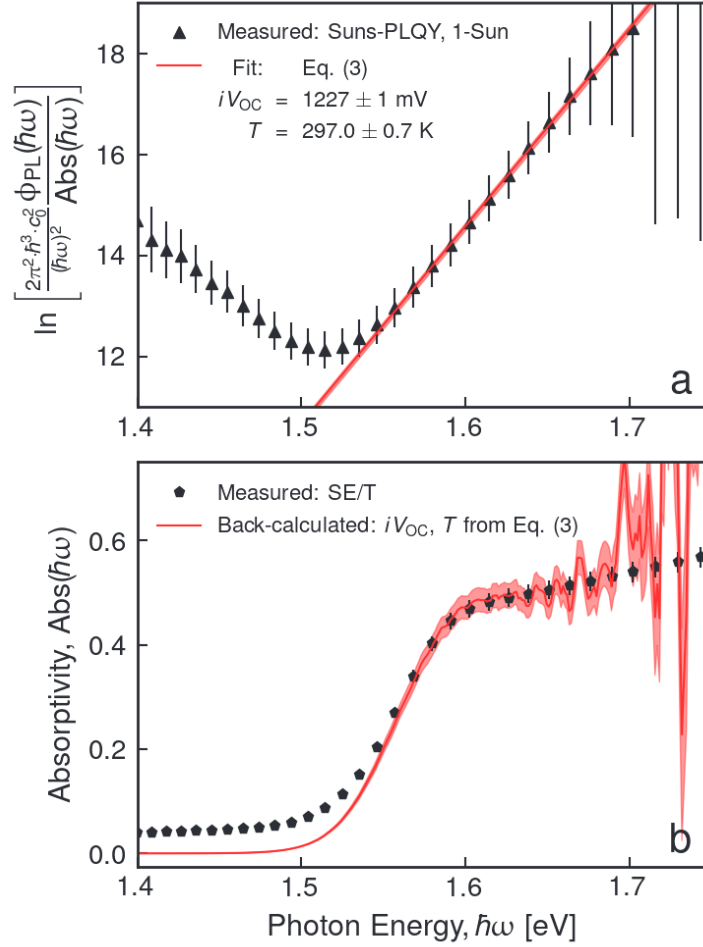 18
16
14
12
ln [ 2π²·ħ³·c₀² / (ħω)² ϕPL(ħω) / Abs(ħω) ]
Measured: Suns-PLQY, 1-Sun
Fit: Eq. (3)
iVOC = 1227 ± 1 mV
T = 297.0 ± 0.7 K
a
1.4 1.5 1.6 1.7
0.6
0.4
0.2
0.0
Absorptivity, Abs(ħω)
Measured: SE/T
Back-calculated: iVOC, T from Eq. (3)
b
1.4 1.5 1.6 1.7
Photon Energy, ħω [eV]